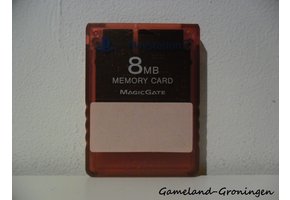 8MB
MEMORY CARD
MAGICGATE
Gameland-Groningen